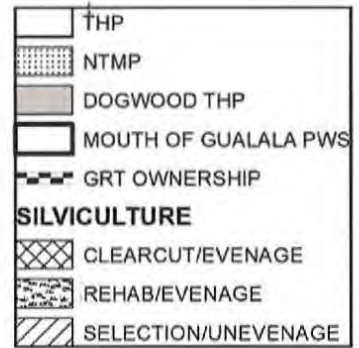 THP
NTMP
DOGWOOD THP
MOUTH OF GUALALA PWS
GRT OWNERSHIP
SILVICULTURE
CLEARCUT/EVENAGE
REHAB/EVENAGE
SELECTION/UNEVENAGE